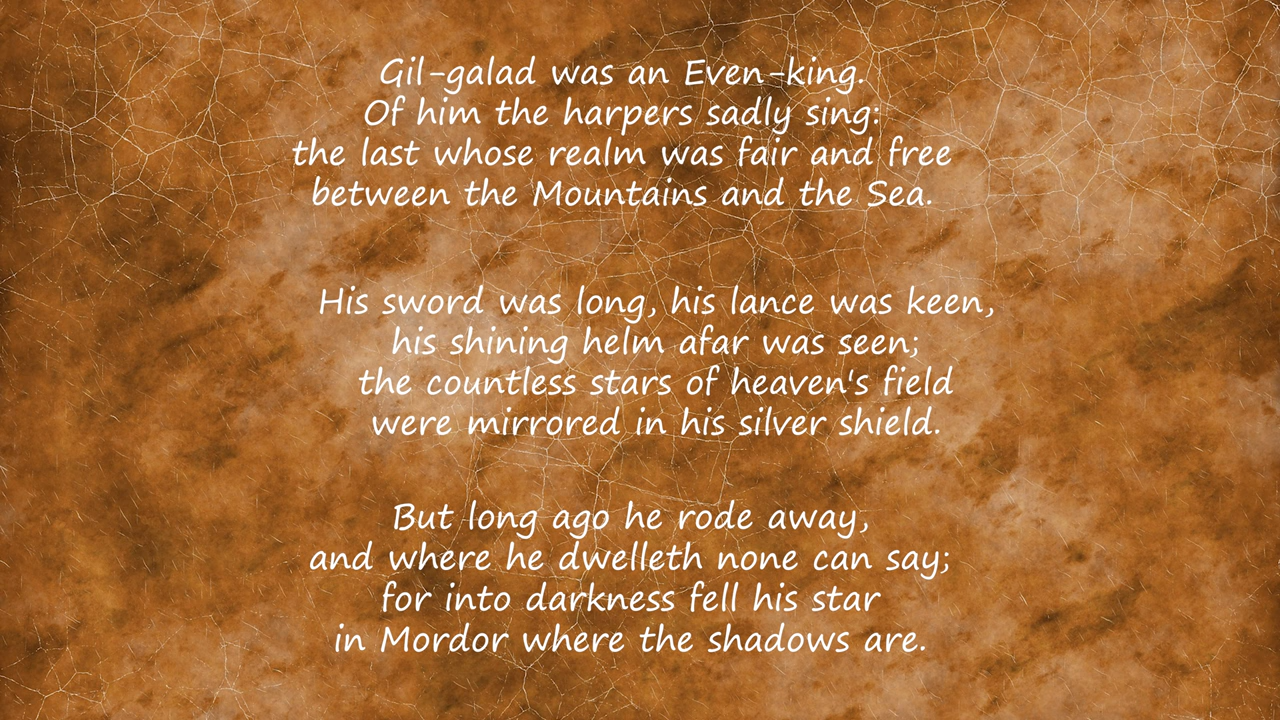 Gil-galad was an Even-king.
Of him the harpers sadly sing:
the last whose realm was fair and free
between the Mountains and the Sea.
His sword was long, his lance was keen,
his shining helm afar was seen;
the countless stars of heaven's field
were mirrored in his silver shield.
But long ago he rode away,
and where he dwelleth none can say;
for into darkness fell his star
in Mordor where the shadows are.